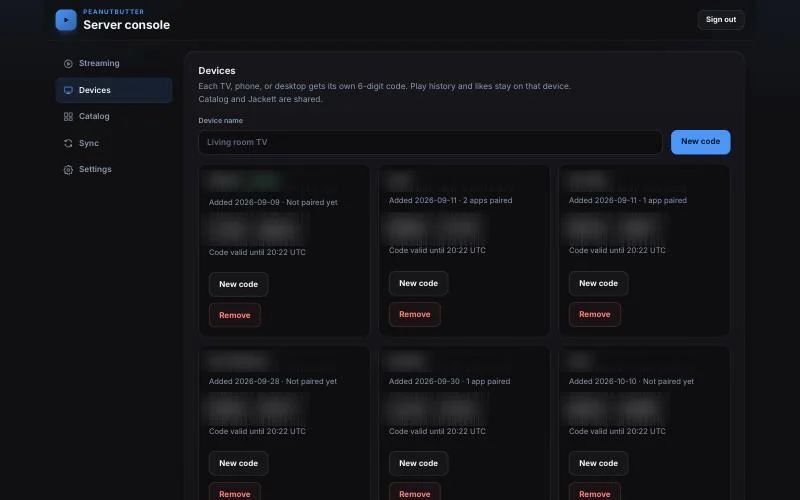 PEANUTBUTTER
Server console
Sign out
Streaming
Devices
Catalog
Sync
Settings
Devices
Each TV, phone, or desktop gets its own 6-digit code. Play history and likes stay on that device.
Catalog and Jackett are shared.
Device name
Living room TV
New code
Added 2026-09-09 · Not paired yet
Code valid until 20:22 UTC
New code
Remove
Added 2026-09-11 · 2 apps paired
Code valid until 20:22 UTC
New code
Remove
Added 2026-09-11 · 1 app paired
Code valid until 20:22 UTC
New code
Remove
Added 2026-09-28 · Not paired yet
Code valid until 20:22 UTC
New code
Remove
Added 2026-09-30 · 1 app paired
Code valid until 20:22 UTC
New code
Remove
Added 2026-10-10 · Not paired yet
Code valid until 20:22 UTC
New code
Remove